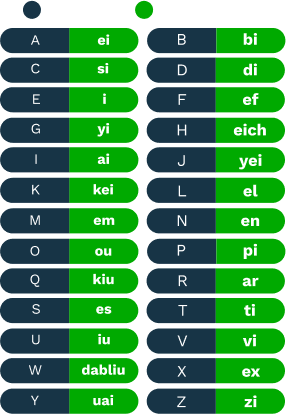 A ei B bi
C si D di
E i F ef
G yi H eich
I ai J yei
K kei L el
M em N en
O ou P pi
Q kiu R ar
S es T ti
U iu V vi
W dabliu X ex
Y uai Z zi